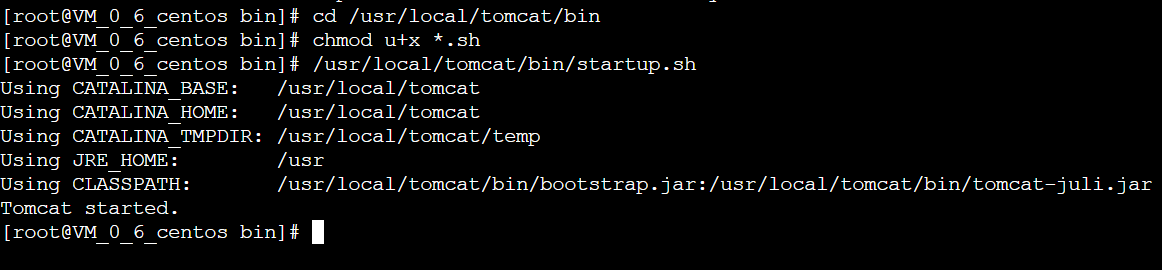 [root@VM_0_6_centos bin]# cd /usr/local/tomcat/bin
[root@VM_0_6_centos bin]# chmod u+x *.sh
[root@VM_0_6_centos bin]# /usr/local/tomcat/bin/startup.sh
Using CATALINA_BASE:   /usr/local/tomcat
Using CATALINA_HOME:   /usr/local/tomcat
Using CATALINA_TMPDIR: /usr/local/tomcat/temp
Using JRE_HOME:        /usr
Using CLASSPATH:       /usr/local/tomcat/bin/bootstrap.jar:/usr/local/tomcat/bin/tomcat-juli.jar
Tomcat started.
[root@VM_0_6_centos bin]#